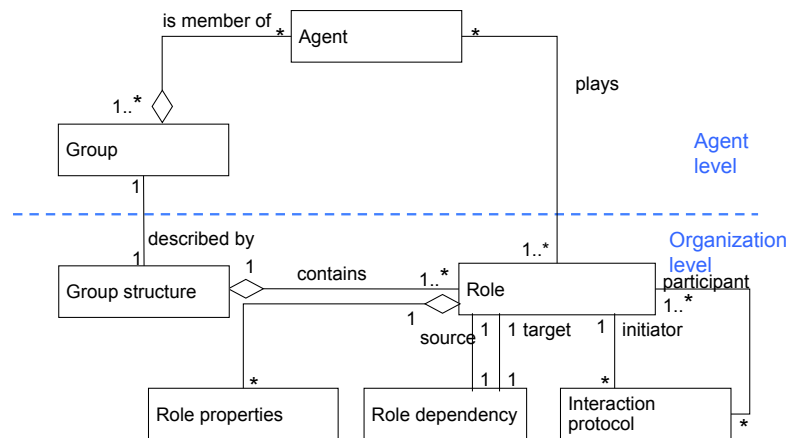 is member of
*
Agent
*
plays
1..*
Group
Agent
level
1
described by
1
Group structure
1
contains
1..*
1..*
Role
Organization
level
participant
1..*
1
source
1
1
target
1
initiator
*
1
1
*
*
Role properties
Role dependency
Interaction
protocol